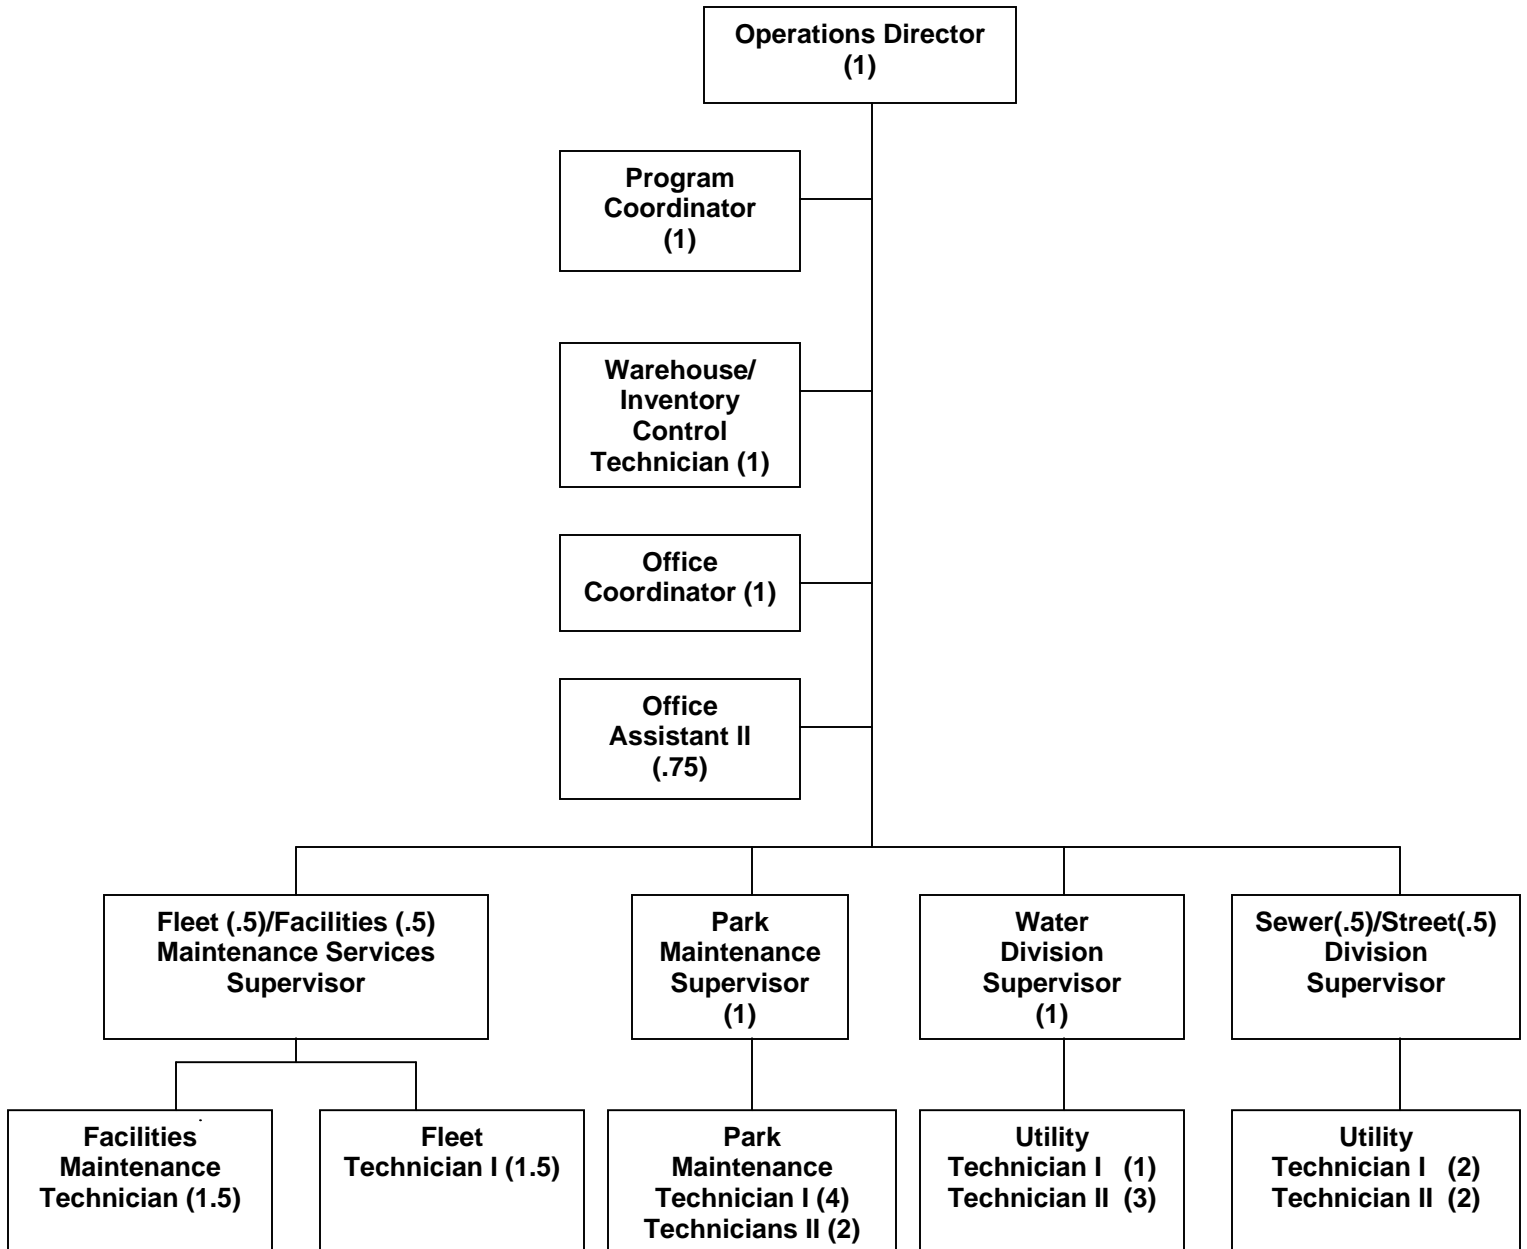 Operations Director
(1)
Program
Coordinator
(1)
Warehouse/
Inventory
Control
Technician (1)
Office
Coordinator (1)
Office
Assistant II
(.75)
Fleet (.5)/Facilities (.5)
Maintenance Services
Supervisor
Park
Maintenance
Supervisor
(1)
Water
Division
Supervisor
(1)
Sewer(.5)/Street(.5)
Division
Supervisor
Facilities
Maintenance
Technician (1.5)
Fleet
Technician I (1.5)
Park
Maintenance
Technician I (4)
Technicians II (2)
Utility
Technician I (1)
Technician II (3)
Utility
Technician I (2)
Technician II (2)